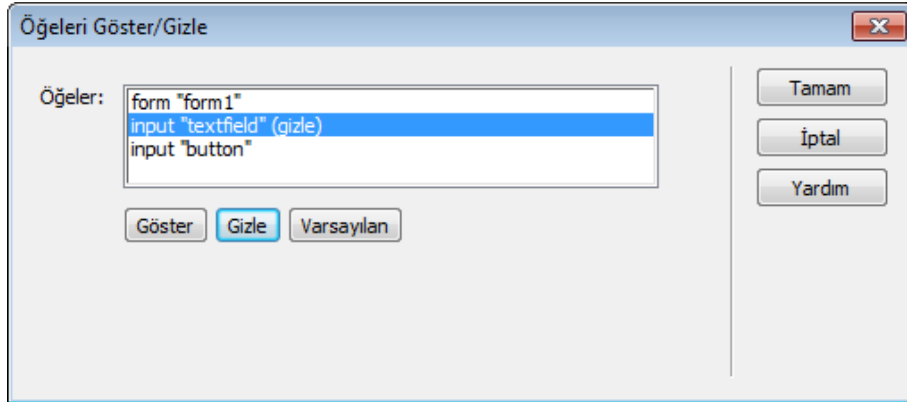 Öğeleri Göster/Gizle
Öğeler:
form "form1"
input "textfield" (gizle)
input "button"
Göster
Gizle
Varsayılan
Tamam
İptal
Yardım